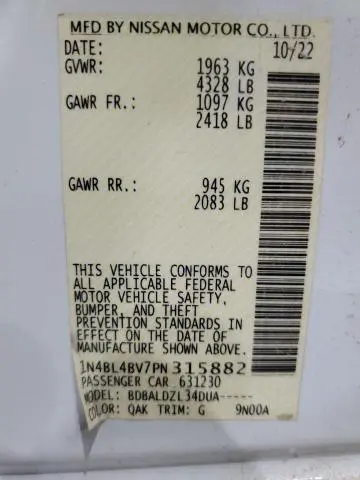 MFD BY NISSAN MOTOR CO., LTD.
DATE: 10/22
GVWR: 1963 KG
4328 LB
GAWR FR.: 1097 KG
2418 LB
GAWR RR.: 945 KG
2083 LB
THIS VEHICLE CONFORMS TO
ALL APPLICABLE FEDERAL
MOTOR VEHICLE SAFETY,
BUMPER, AND THEFT
PREVENTION STANDARDS IN
EFFECT ON THE DATE OF
MANUFACTURE SHOWN ABOVE.
1N4BL4BV7PN315882
PASSENGER CAR 631230
MODEL: BDBALDZL34DUA-----
COLOR: QAK TRIM: G 9N00A